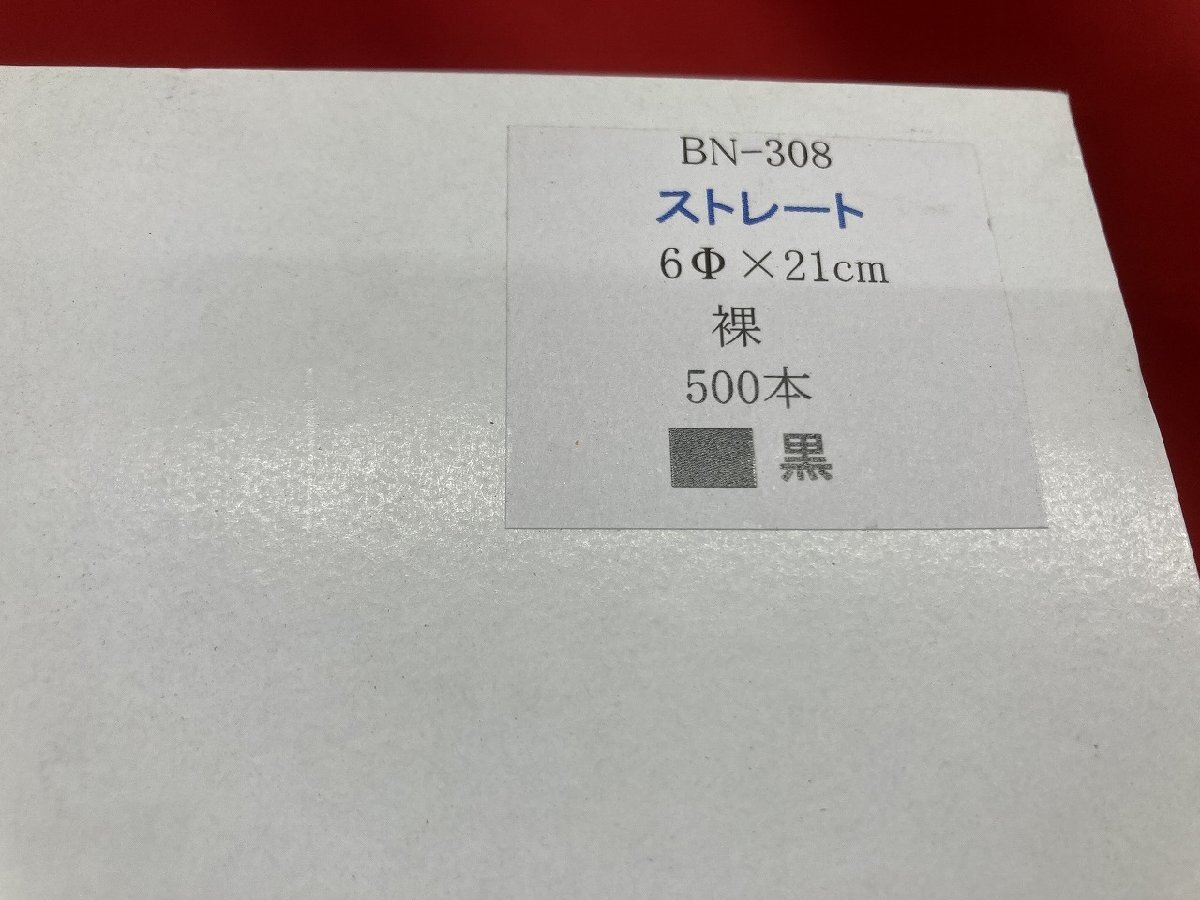 BN-308
ストレート
6Φ×21cm
裸
500本
黒